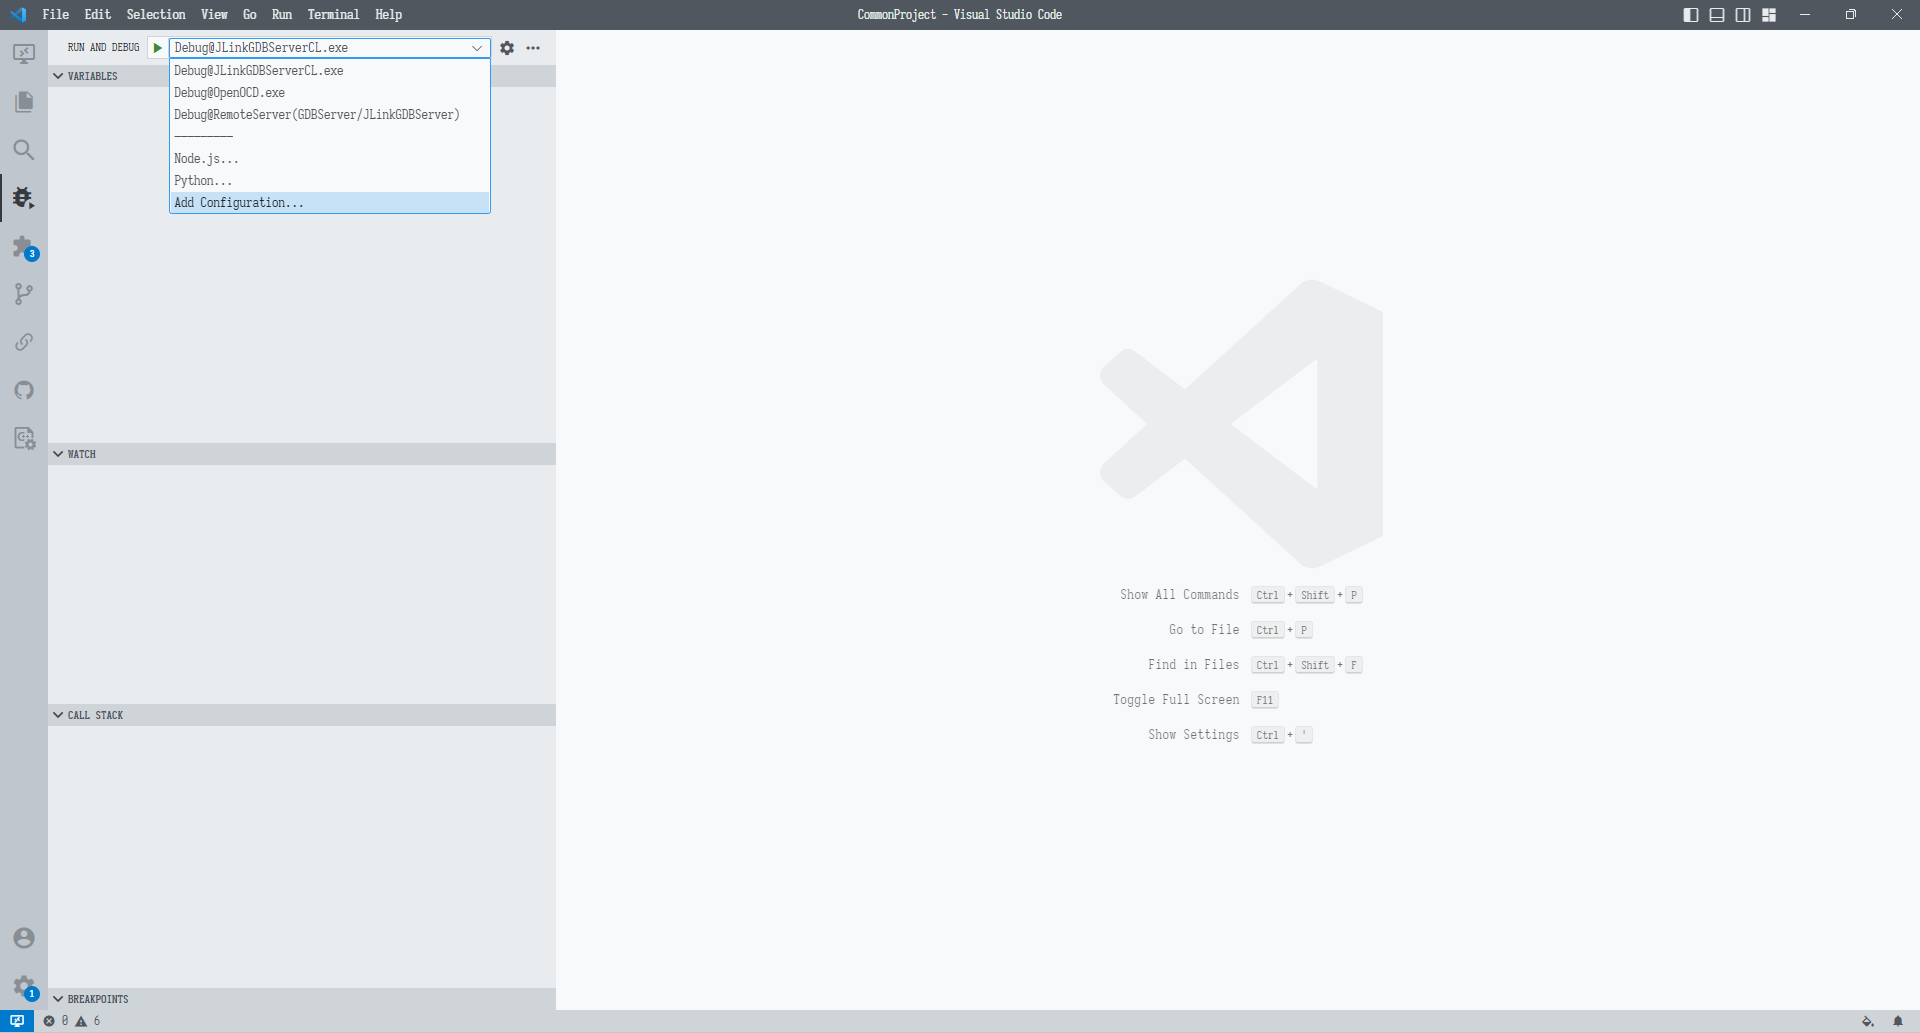 File Edit Selection View Go Run Terminal Help
CommonProject - Visual Studio Code
RUN AND DEBUG
Debug@JLinkGDBServerCL.exe
Debug@JLinkGDBServerCL.exe
Debug@OpenOCD.exe
Debug@RemoteServer(GDBServer/JLinkGDBServer)
─────────
Node.js...
Python...
Add Configuration...
VARIABLES
3
WATCH
Show All Commands Ctrl + Shift + P
Go to File Ctrl + P
Find in Files Ctrl + Shift + F
Toggle Full Screen F11
Show Settings Ctrl + '
CALL STACK
1
BREAKPOINTS
0 6